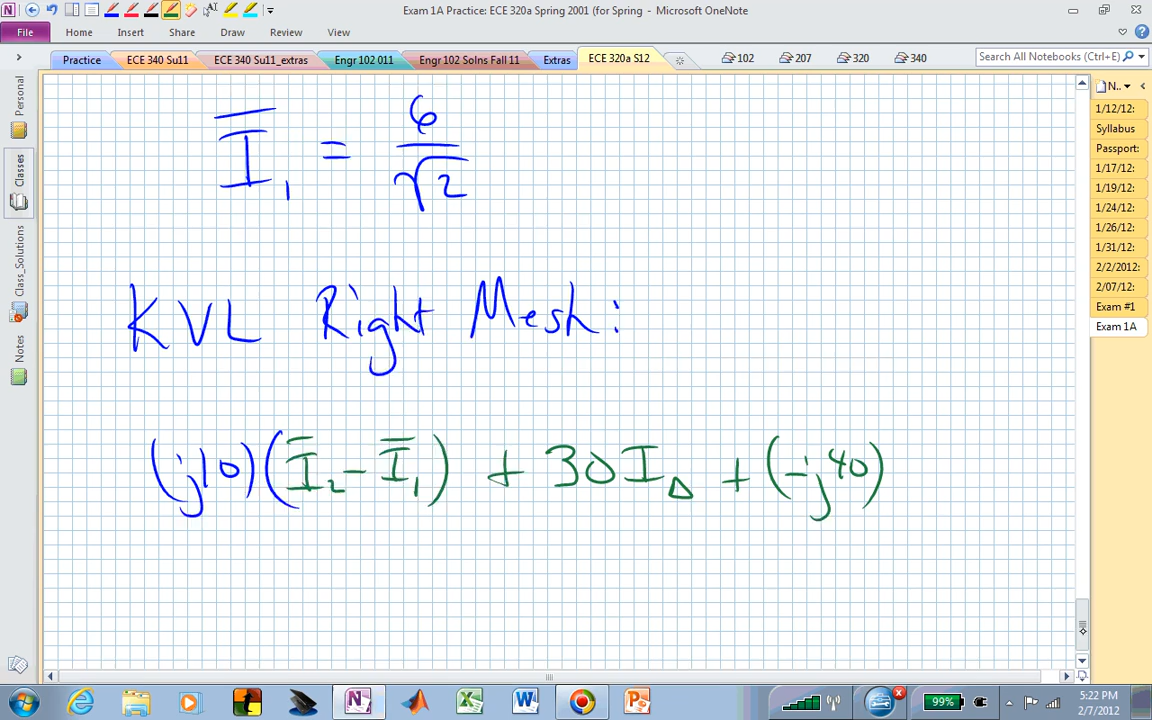 Exam 1A Practice: ECE 320a Spring 2001 (for Spring - Microsoft OneNote
File Home Insert Share Draw Review View
Practice ECE 340 Su11 ECE 340 Su11_extras Engr 102 011 Engr 102 Solns Fall 11 Extras ECE 320a S12 102 207 320 340 Search All Notebooks (Ctrl+E)
Personal
Classes
Class_Solutions
Notes
I̅₁ = 6/√2
KVL Right Mesh:
(j10)(I̅₂ - I̅₁) + 30I_Δ + (-j40)
N..
1/12/12:
Syllabus
Passport:
1/17/12:
1/19/12:
1/24/12:
1/26/12:
1/31/12:
2/2/2012:
2/07/12:
Exam #1
Exam 1A
99%
5:22 PM
2/7/2012